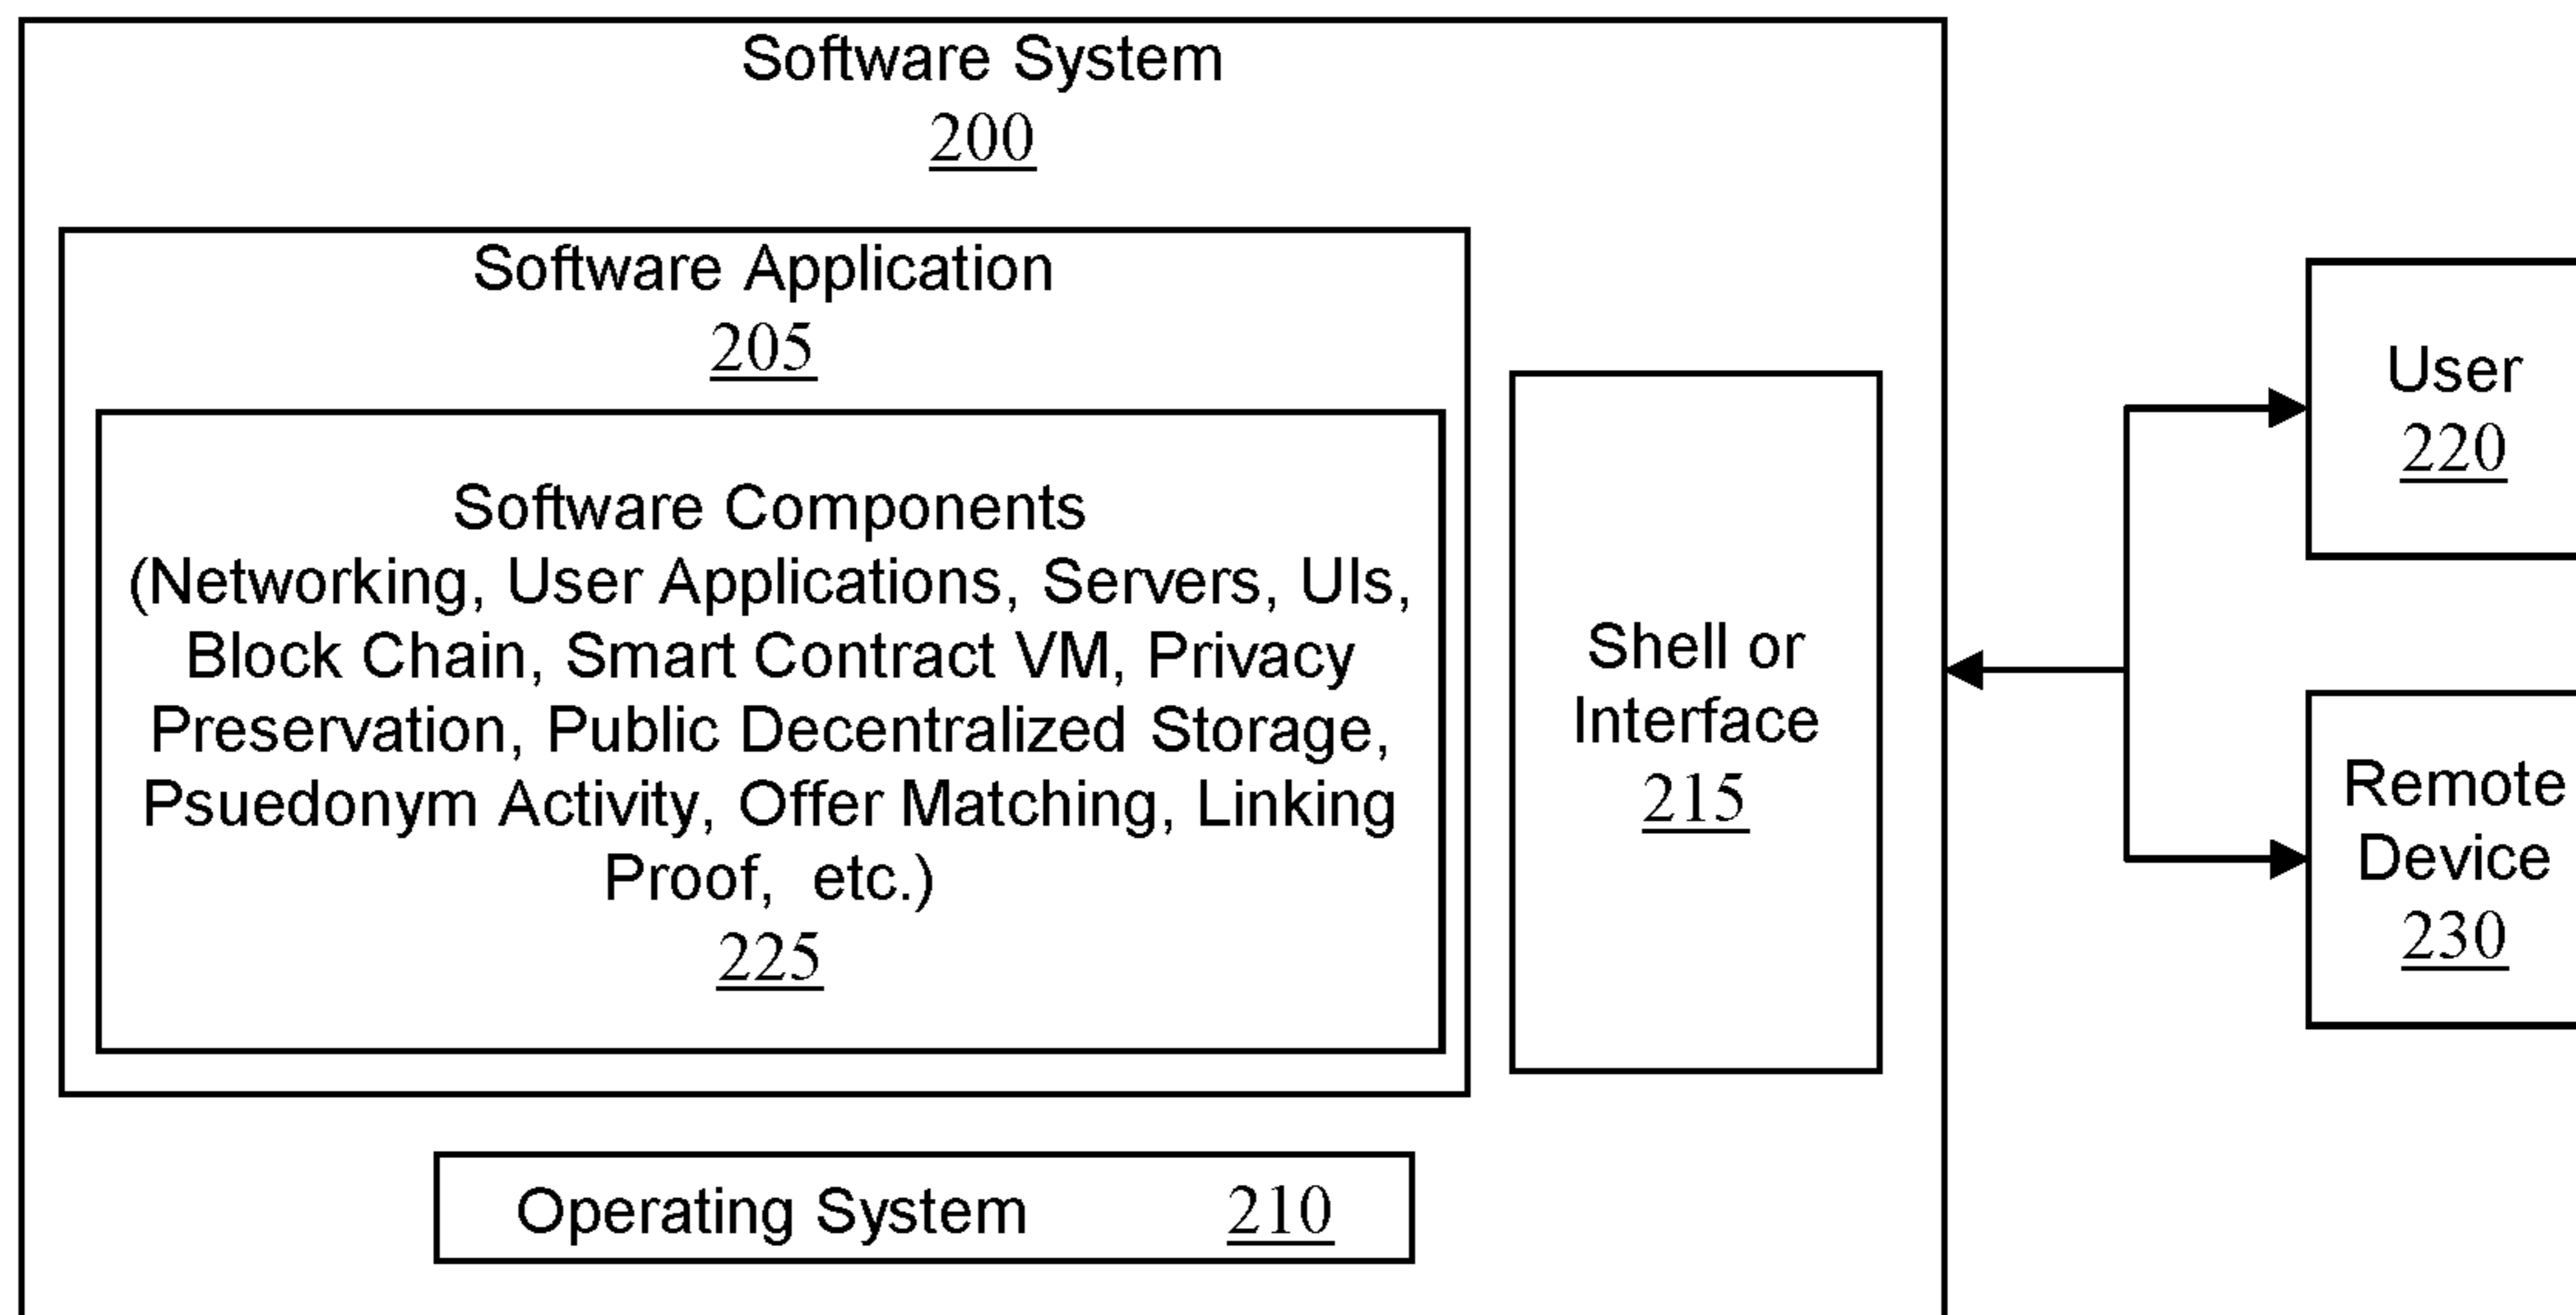 Software System
200
Software Application
205
Software Components
(Networking, User Applications, Servers, UIs,
Block Chain, Smart Contract VM, Privacy
Preservation, Public Decentralized Storage,
Psuedonym Activity, Offer Matching, Linking
Proof, etc.)
225
Shell or
Interface
215
Operating System 210
User
220
Remote
Device
230